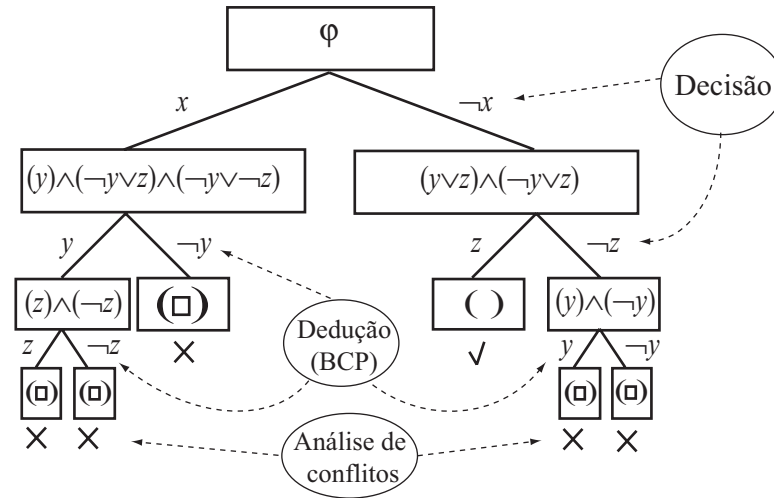 φ
x
¬x
Decisão
(y)∧(¬y∨z)∧(¬y∨¬z)
(y∨z)∧(¬y∨z)
y
¬y
z
¬z
(z)∧(¬z)
(□)
( )
(y)∧(¬y)
Dedução
(BCP)
z
¬z
y
¬y
(□)
(□)
(□)
(□)
Análise de
conflitos